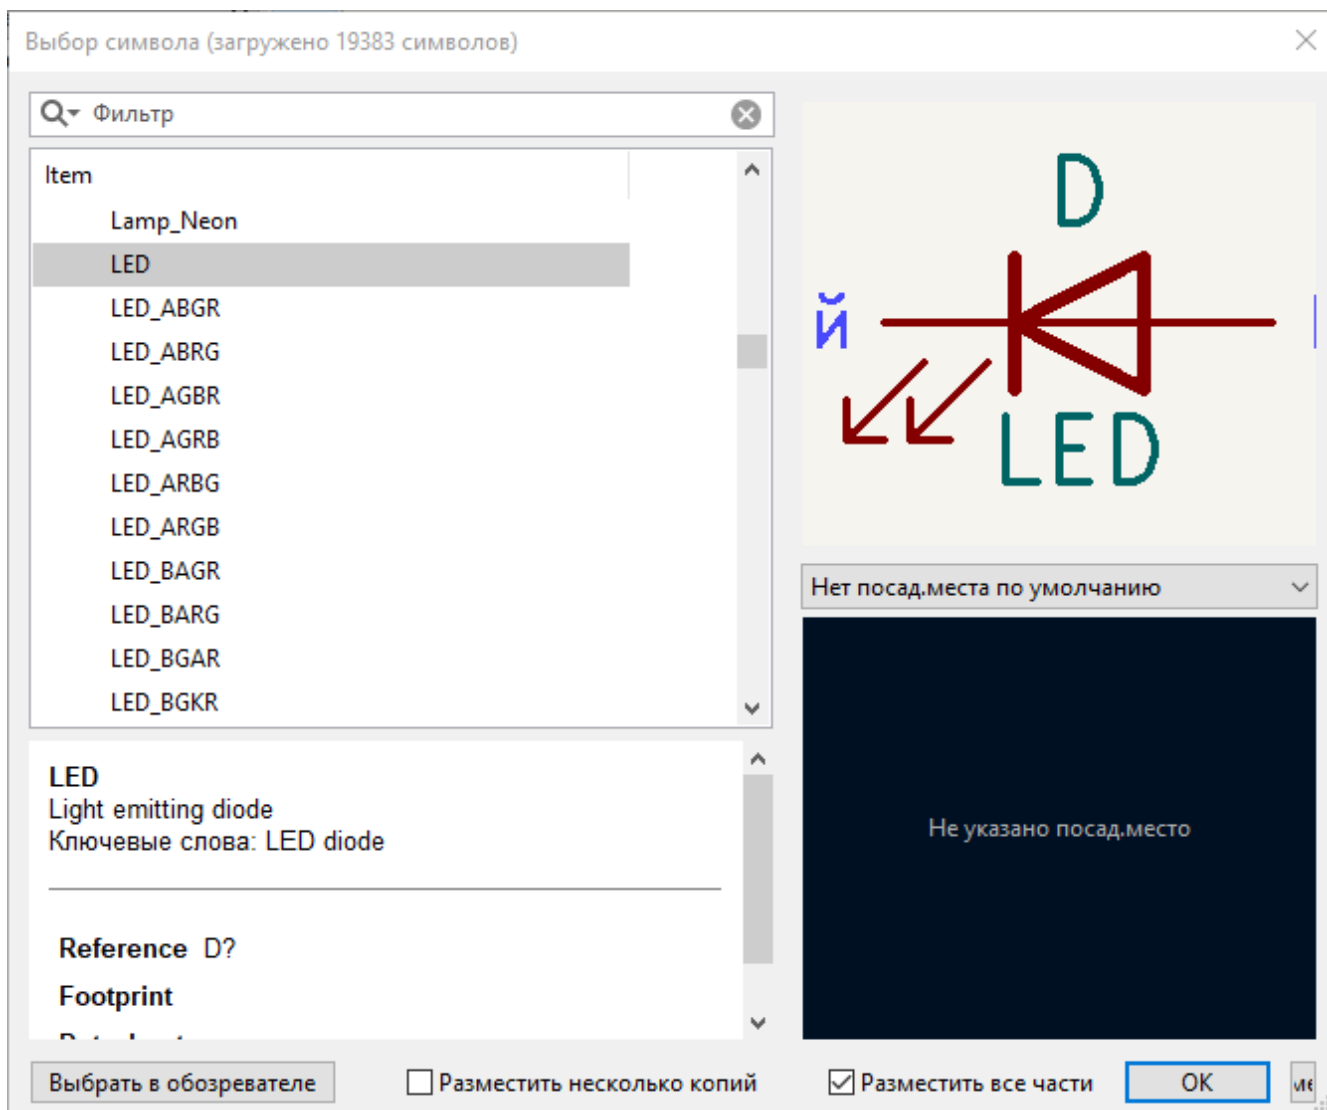 Выбор символа (загружено 19383 символов)
Фильтр
Item
Lamp_Neon
LED
LED_ABGR
LED_ABRG
LED_AGBR
LED_AGRB
LED_ARBG
LED_ARGB
LED_BAGR
LED_BARG
LED_BGAR
LED_BGKR
D
й
LED
Нет посад.места по умолчанию
Не указано посад.место
LED
Light emitting diode
Ключевые слова: LED diode
Reference D?
Footprint
Выбрать в обозревателе
Разместить несколько копий
Разместить все части
OK